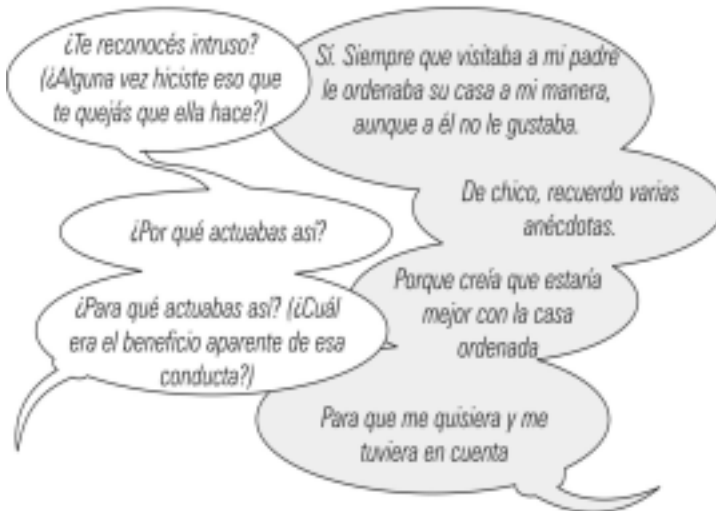 ¿Te reconocés intruso?
(¿Alguna vez hiciste eso que
te quejás que ella hace?)
Sí. Siempre que visitaba a mi padre
le ordenaba su casa a mi manera,
aunque a él no le gustaba.
De chico, recuerdo varias
anécdotas.
¿Por qué actuabas así?
Porque creía que estaría
mejor con la casa
ordenada
¿Para qué actuabas así? (¿Cuál
era el beneficio aparente de esa
conducta?)
Para que me quisiera y me
tuviera en cuenta